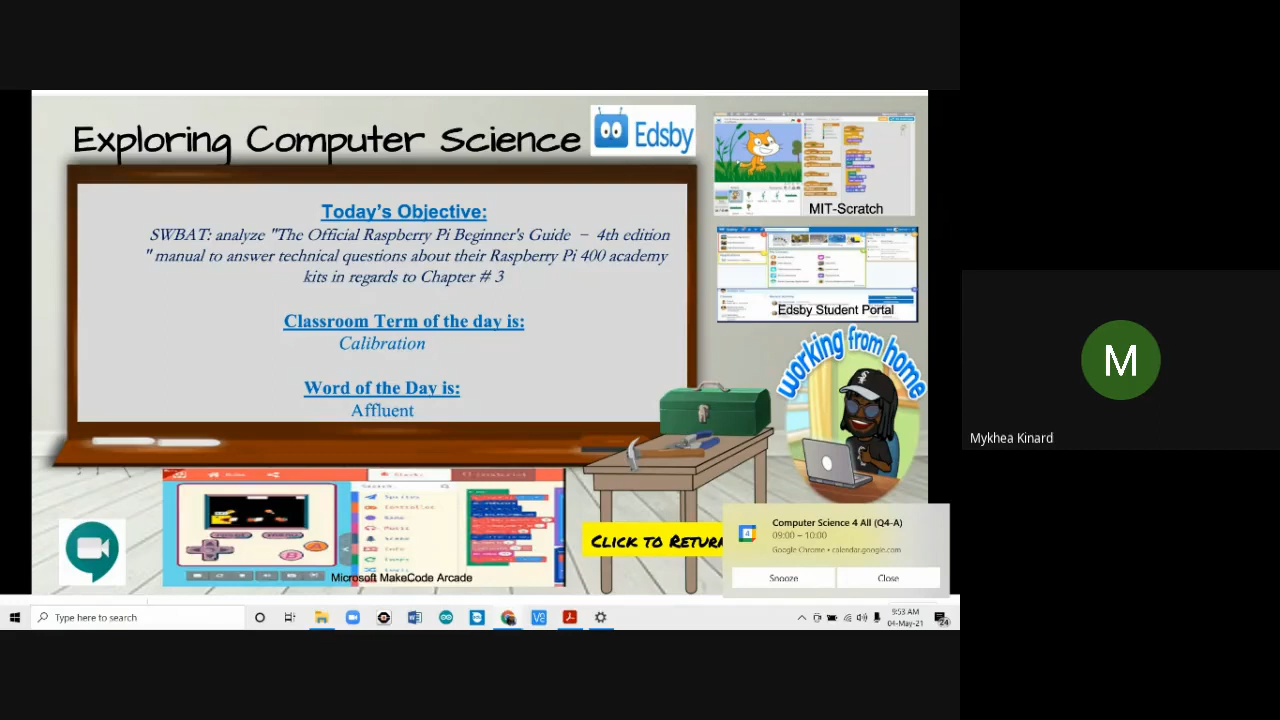 Exploring Computer Science
Edsby
Today's Objective:
SWBAT: analyze "The Official Raspberry Pi Beginner's Guide – 4th edition
" manual to answer technical questions about their Raspberry Pi 400 academy
kits in regards to Chapter # 3
Classroom Term of the day is:
Calibration
Word of the Day is:
Affluent
MIT-Scratch
Edsby Student Portal
working from home
Microsoft MakeCode Arcade
CLICK TO RETURN
Computer Science 4 All (Q4-A)
09:00 – 10:00
Google Chrome • calendar.google.com
Snooze
Close
Type here to search
9:53 AM
04-May-21
24
M
Mykhea Kinard